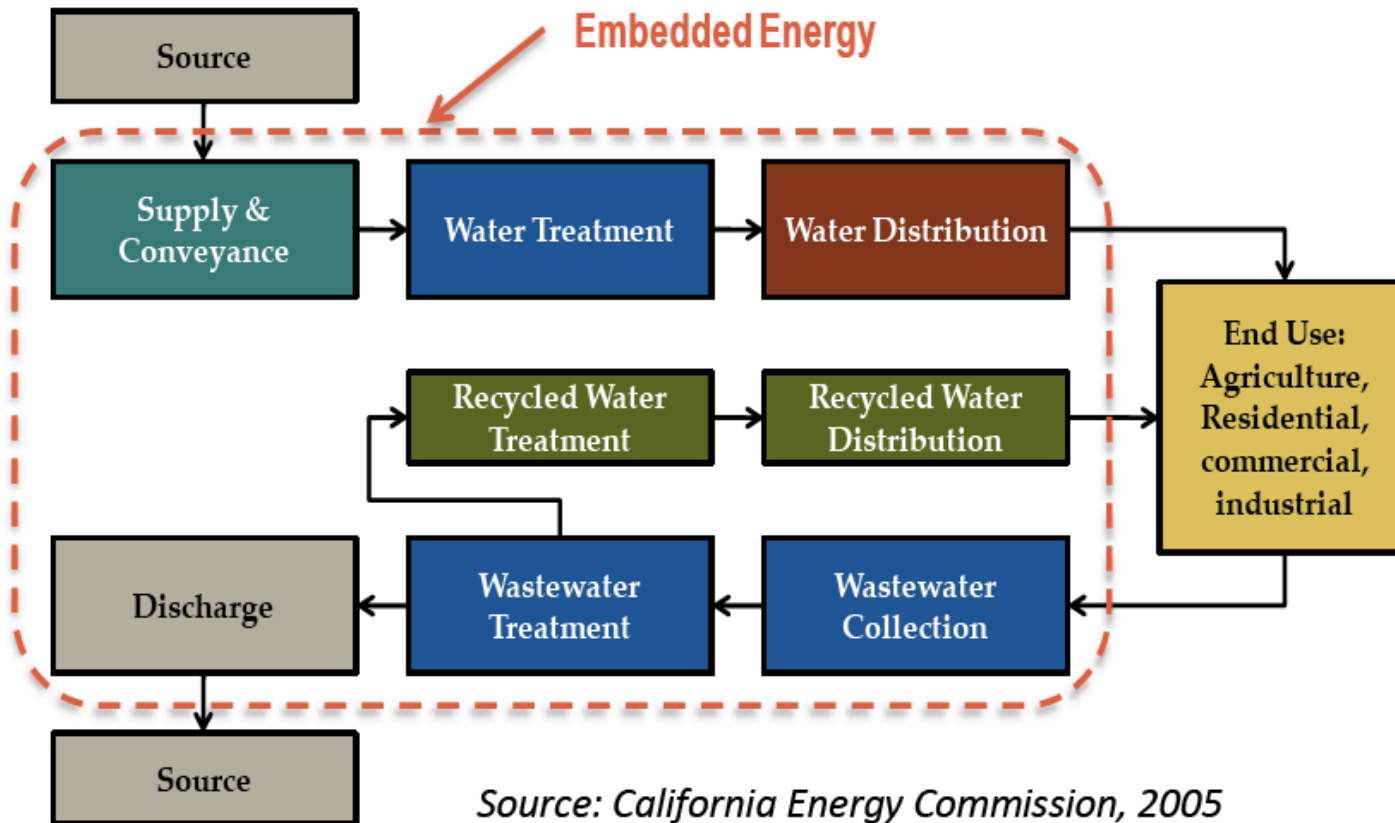 Embedded Energy
Source
Supply &
Conveyance
Water Treatment
Water Distribution
End Use:
Agriculture,
Residential,
commercial,
industrial
Recycled Water
Treatment
Recycled Water
Distribution
Discharge
Wastewater
Treatment
Wastewater
Collection
Source
Source: California Energy Commission, 2005